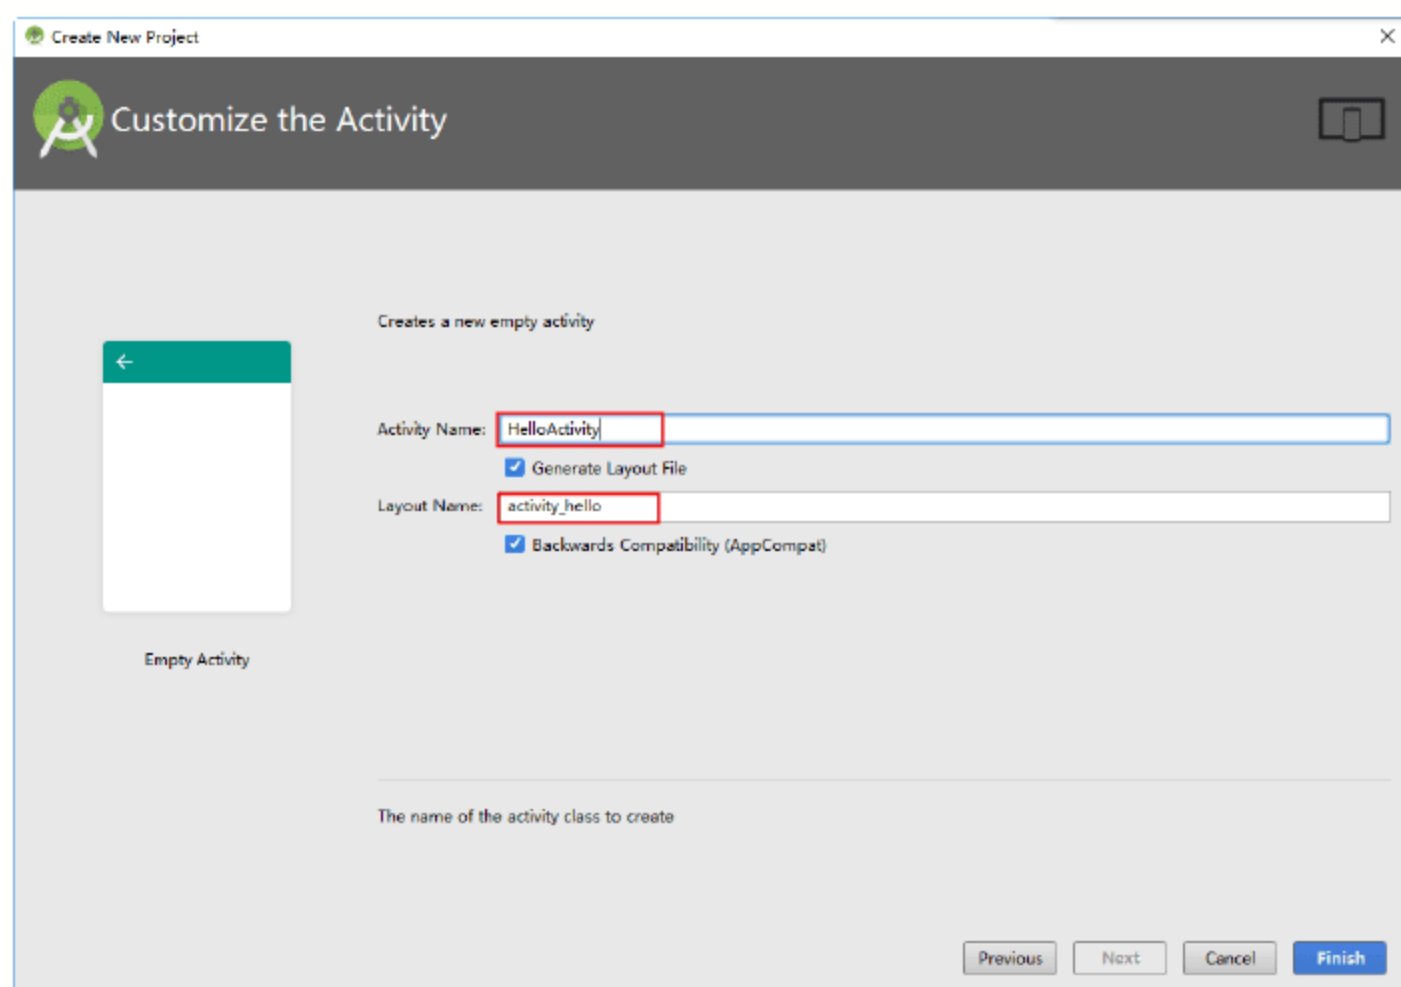 Create New Project
Customize the Activity
Creates a new empty activity
Activity Name: HelloActivity
Generate Layout File
Layout Name: activity_hello
Backwards Compatibility (AppCompat)
Empty Activity
The name of the activity class to create
Previous Next Cancel Finish